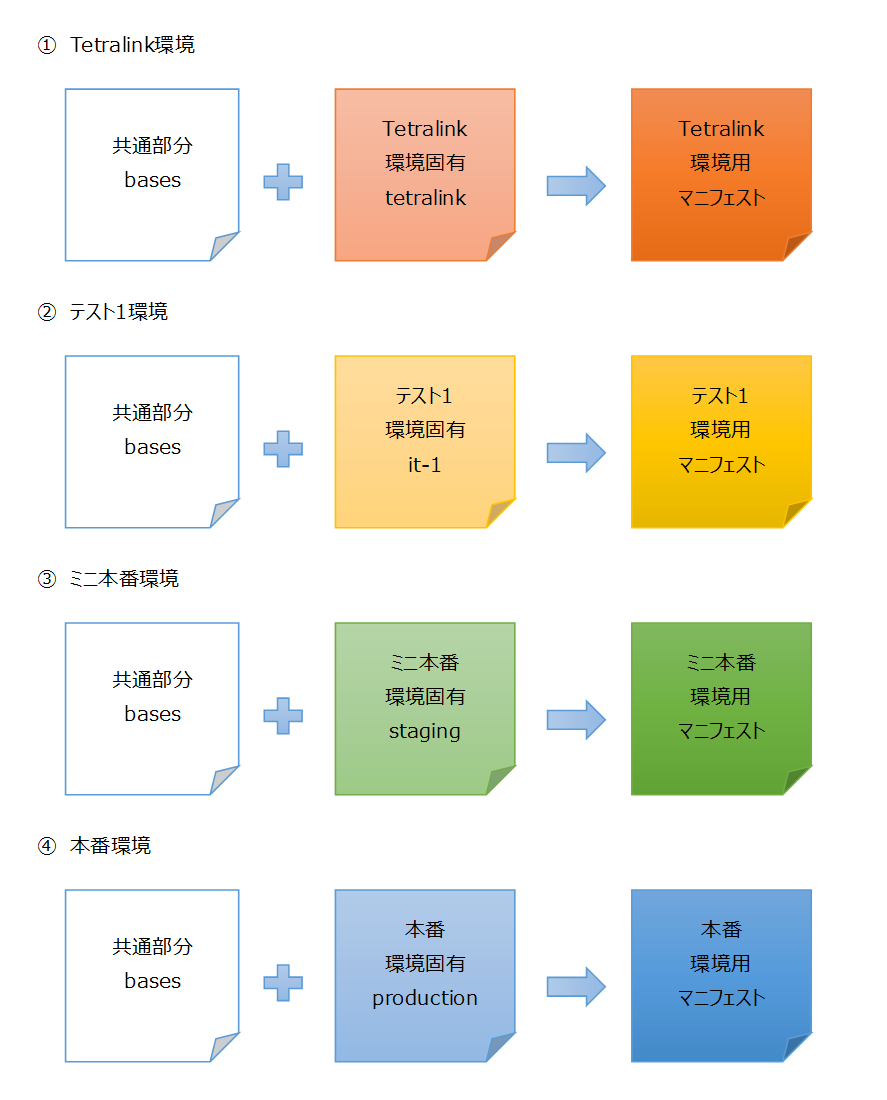 ① Tetralink環境
共通部分
bases
Tetralink
環境固有
tetralink
Tetralink
環境用
マニフェスト
② テスト1環境
共通部分
bases
テスト1
環境固有
it-1
テスト1
環境用
マニフェスト
③ ミニ本番環境
共通部分
bases
ミニ本番
環境固有
staging
ミニ本番
環境用
マニフェスト
④ 本番環境
共通部分
bases
本番
環境固有
production
本番
環境用
マニフェスト